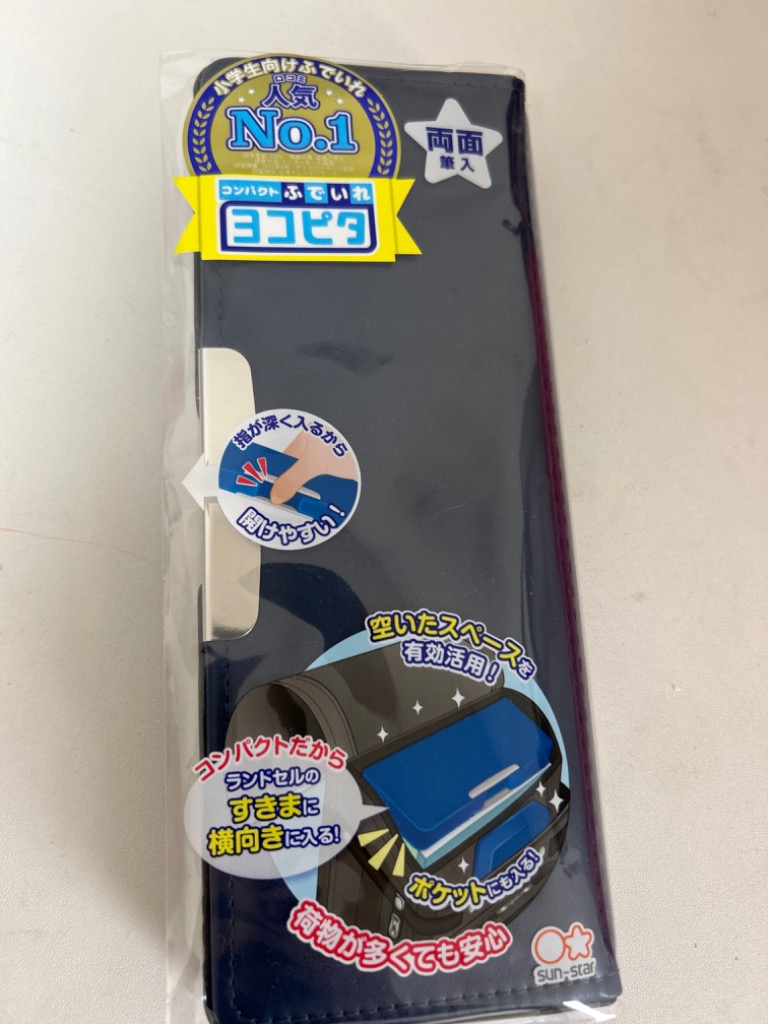 小学生向けふでいれ
口コミ
人気
No.1
両面
筆入
コンパクトふでいれ
ヨコピタ
指が深く入るから
開けやすい!
空いたスペースを
有効活用!
コンパクトだから
ランドセルの
すきまに
横向きに入る!
ポケットにも入る!
荷物が多くても安心
sun-star